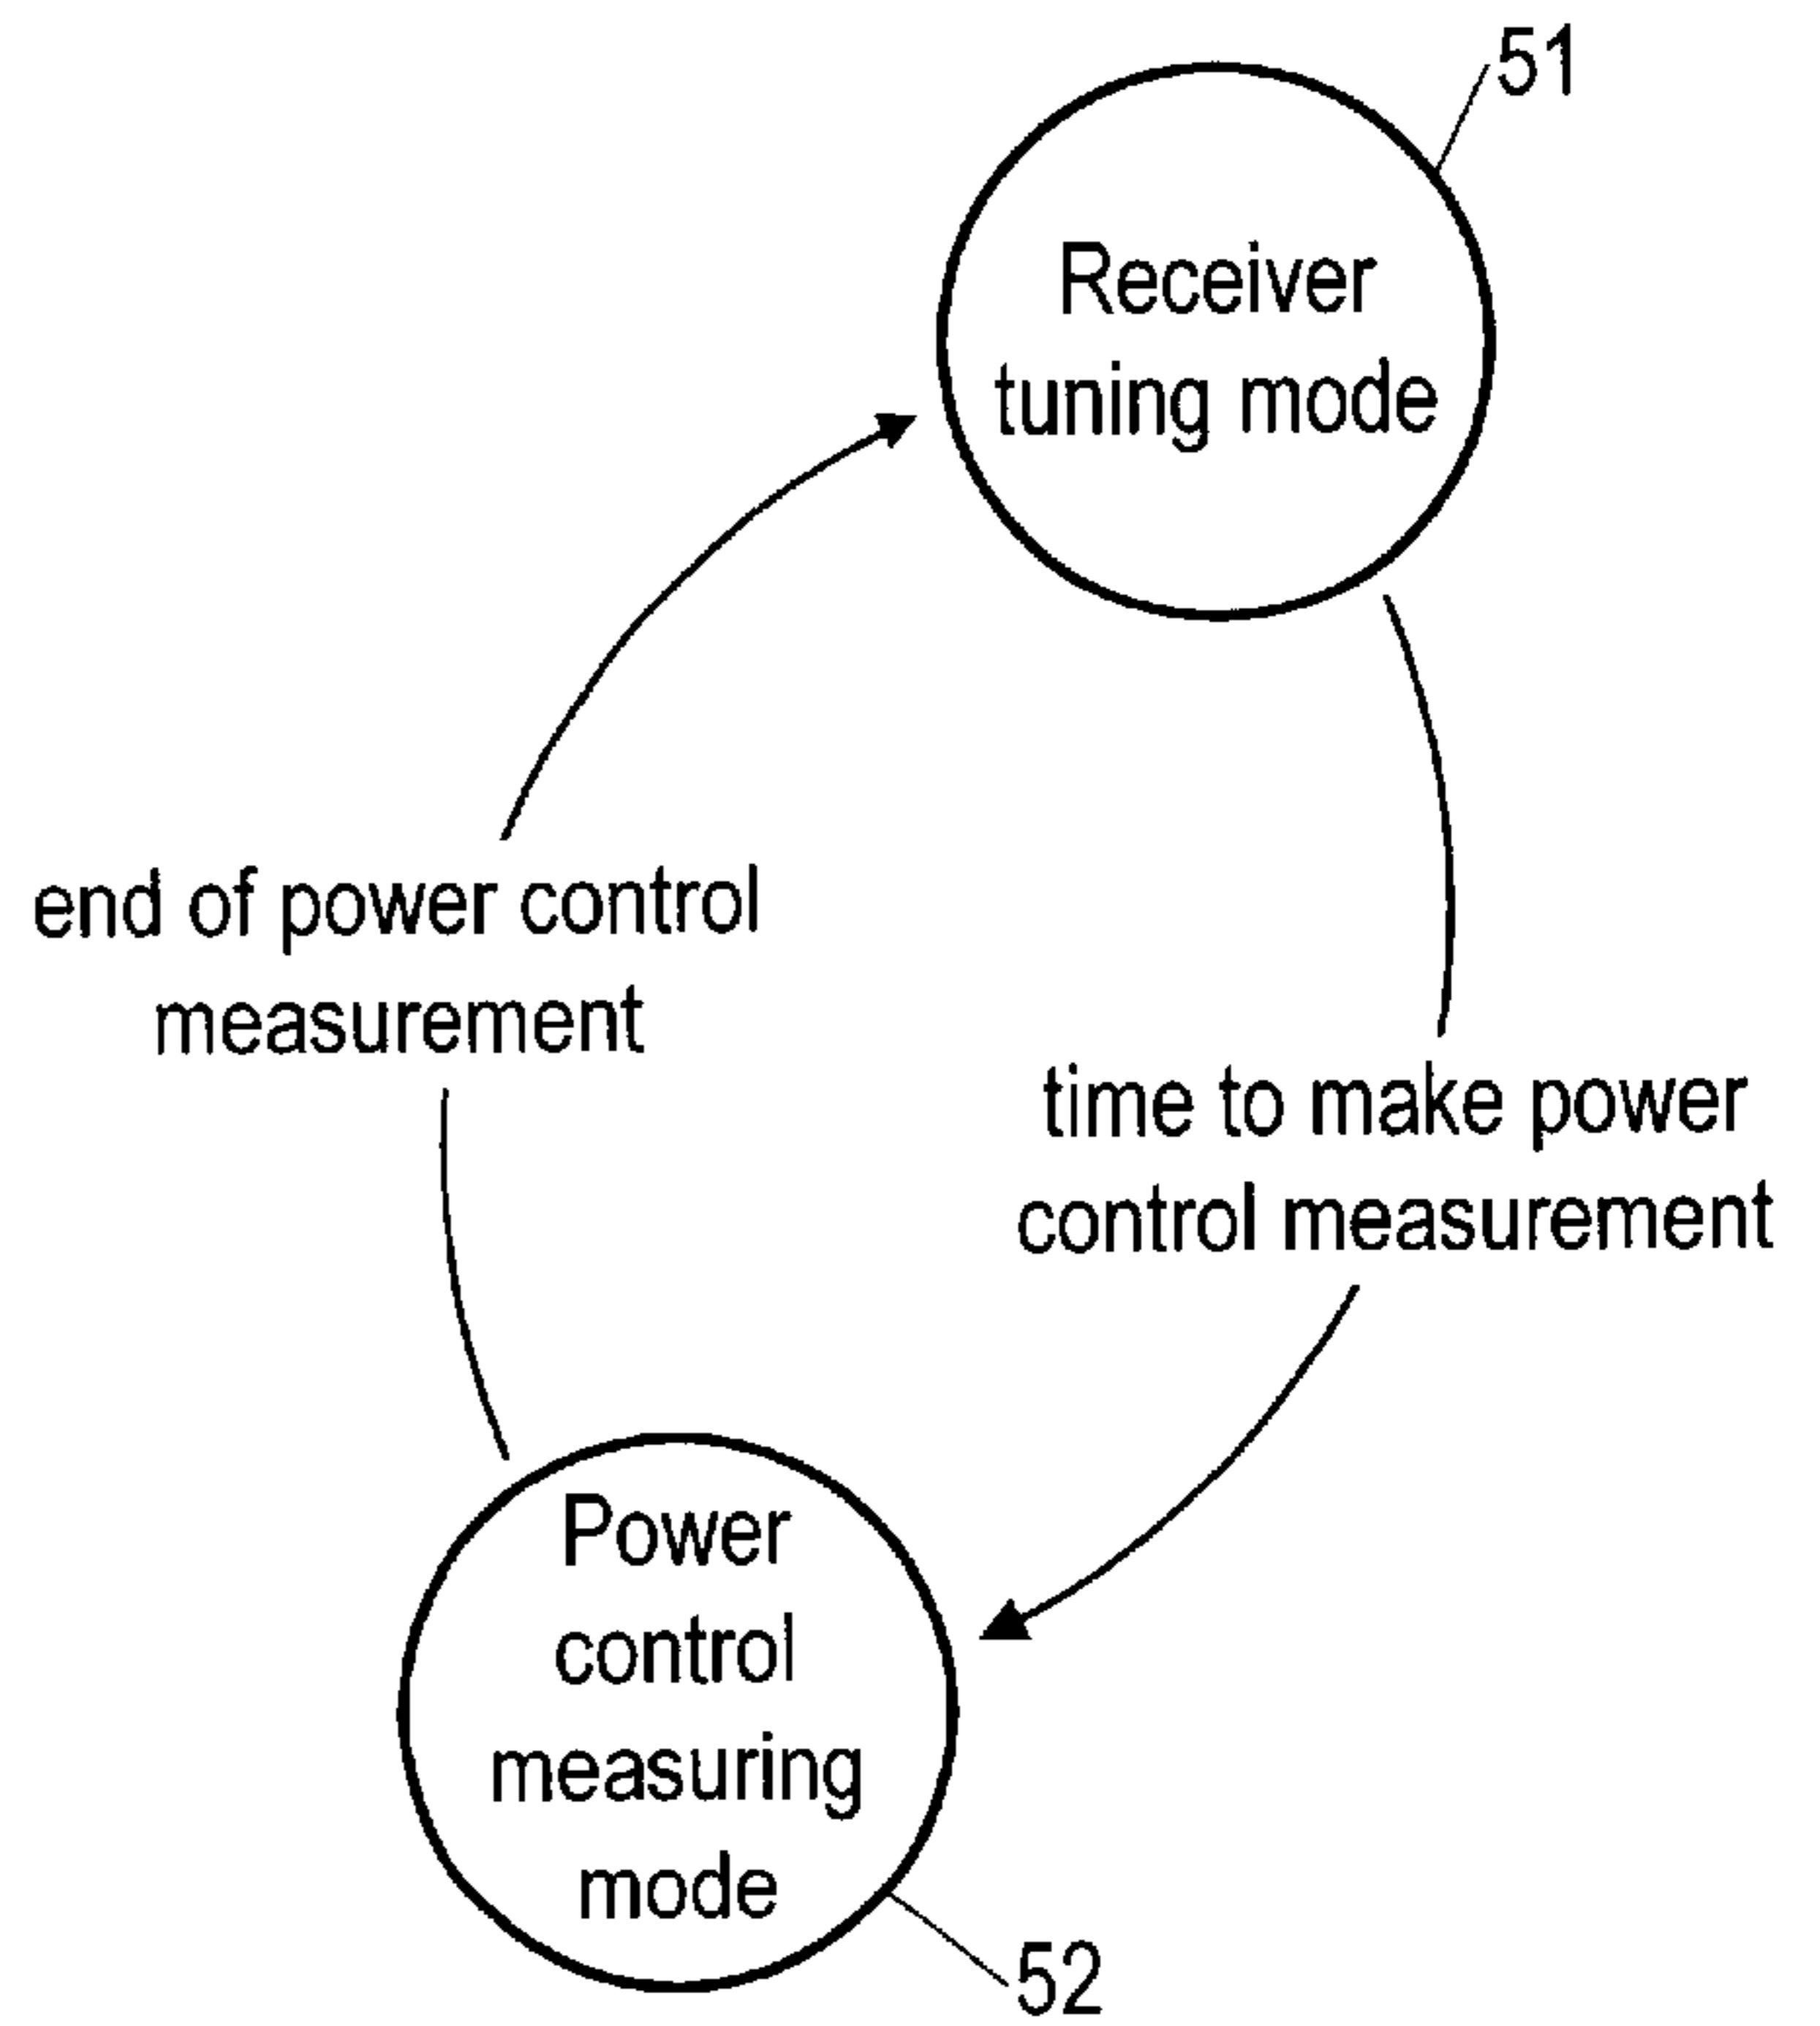 51
Receiver
tuning mode
end of power control
measurement
time to make power
control measurement
Power
control
measuring
mode
52